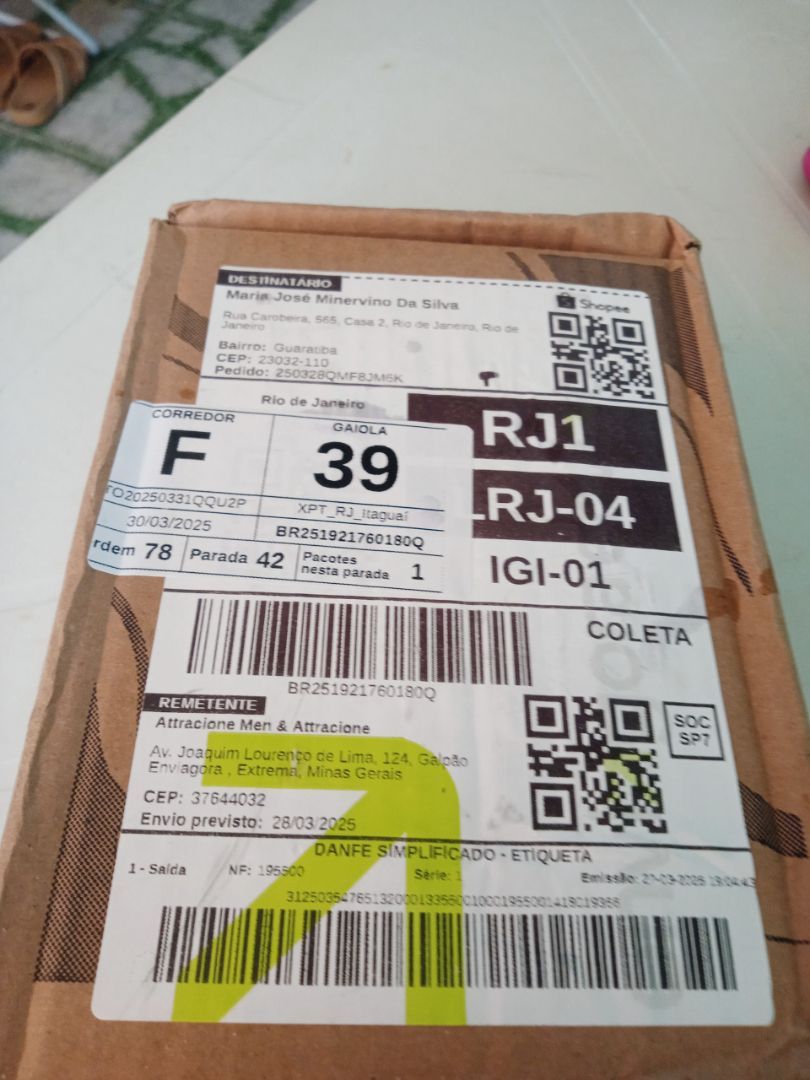 DESTINATÁRIO
Maria José Minervino Da Silva
Shopee
Rua Carobeira, 565, Casa 2, Rio de Janeiro, Rio de
Janeiro
Bairro: Guaratiba
CEP: 23032-110
Pedido: 250328QMF8JM6K
Rio de Janeiro
RJ1
CORREDOR
GAIOLA
F
39
TO20250331QQU2P
XPT_RJ_Itaguaí
LRJ-04
30/03/2025
BR251921760180Q
rdem 78
Parada 42
Pacotes
nesta parada 1
IGI-01
COLETA
BR251921760180Q
REMETENTE
Attracione Men & Attracione
SOC
SP7
Av. Joaquim Lourenço de Lima, 124, Galpão
Enviagora , Extrema, Minas Gerais
CEP: 37644032
Envio previsto: 28/03/2025
DANFE SIMPLIFICADO - ETIQUETA
1 - Saída
NF: 195500
Série: 1
Emissão: